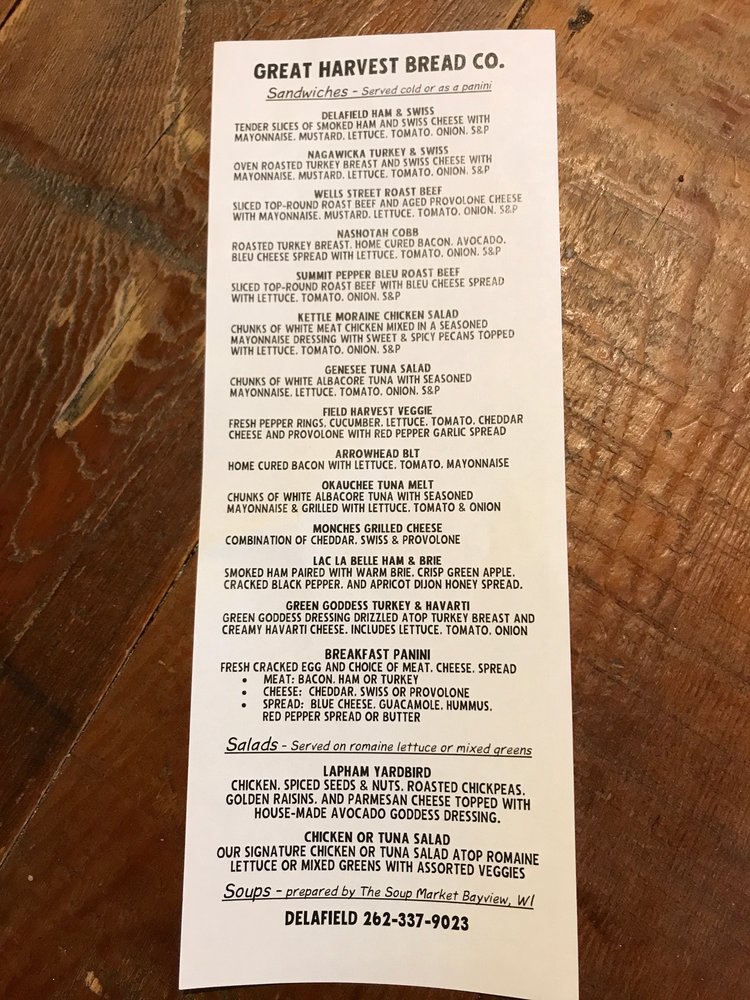 GREAT HARVEST BREAD CO.
Sandwiches - Served cold or as a panini
DELAFIELD HAM & SWISS
TENDER SLICES OF SMOKED HAM AND SWISS CHEESE WITH
MAYONNAISE, MUSTARD, LETTUCE, TOMATO, ONION, S&P
NAGAWICKA TURKEY & SWISS
OVEN ROASTED TURKEY BREAST AND SWISS CHEESE WITH
MAYONNAISE, MUSTARD, LETTUCE, TOMATO, ONION, S&P
WELLS STREET ROAST BEEF
SLICED TOP-ROUND ROAST BEEF AND AGED PROVOLONE CHEESE
WITH MAYONNAISE, MUSTARD, LETTUCE, TOMATO, ONION, S&P
NASHOTAH COBB
ROASTED TURKEY BREAST, HOME CURED BACON, AVOCADO,
BLEU CHEESE SPREAD WITH LETTUCE, TOMATO, ONION, S&P
SUMMIT PEPPER BLEU ROAST BEEF
SLICED TOP-ROUND ROAST BEEF WITH BLEU CHEESE SPREAD
WITH LETTUCE, TOMATO, ONION, S&P
KETTLE MORAINE CHICKEN SALAD
CHUNKS OF WHITE MEAT CHICKEN MIXED IN A SEASONED
MAYONNAISE DRESSING WITH SWEET & SPICY PECANS TOPPED
WITH LETTUCE, TOMATO, ONION, S&P
GENESEE TUNA SALAD
CHUNKS OF WHITE ALBACORE TUNA WITH SEASONED
MAYONNAISE, LETTUCE, TOMATO, ONION, S&P
FIELD HARVEST VEGGIE
FRESH PEPPER RINGS, CUCUMBER, LETTUCE, TOMATO, CHEDDAR
CHEESE AND PROVOLONE WITH RED PEPPER GARLIC SPREAD
ARROWHEAD BLT
HOME CURED BACON WITH LETTUCE, TOMATO, MAYONNAISE
OKAUCHEE TUNA MELT
CHUNKS OF WHITE ALBACORE TUNA WITH SEASONED
MAYONNAISE & GRILLED WITH LETTUCE, TOMATO & ONION
MONCHES GRILLED CHEESE
COMBINATION OF CHEDDAR, SWISS & PROVOLONE
LAC LA BELLE HAM & BRIE
SMOKED HAM PAIRED WITH WARM BRIE, CRISP GREEN APPLE,
CRACKED BLACK PEPPER, AND APRICOT DIJON HONEY SPREAD.
GREEN GODDESS TURKEY & HAVARTI
GREEN GODDESS DRESSING DRIZZLED ATOP TURKEY BREAST AND
CREAMY HAVARTI CHEESE. INCLUDES LETTUCE, TOMATO, ONION
BREAKFAST PANINI
FRESH CRACKED EGG AND CHOICE OF MEAT, CHEESE, SPREAD
• MEAT: BACON, HAM OR TURKEY
• CHEESE: CHEDDAR, SWISS OR PROVOLONE
• SPREAD: BLUE CHEESE, GUACAMOLE, HUMMUS,
RED PEPPER SPREAD OR BUTTER
Salads - Served on romaine lettuce or mixed greens
LAPHAM YARDBIRD
CHICKEN, SPICED SEEDS & NUTS, ROASTED CHICKPEAS,
GOLDEN RAISINS, AND PARMESAN CHEESE TOPPED WITH
HOUSE-MADE AVOCADO GODDESS DRESSING.
CHICKEN OR TUNA SALAD
OUR SIGNATURE CHICKEN OR TUNA SALAD ATOP ROMAINE
LETTUCE OR MIXED GREENS WITH ASSORTED VEGGIES
Soups - prepared by The Soup Market Bayview, WI
DELAFIELD 262-337-9023